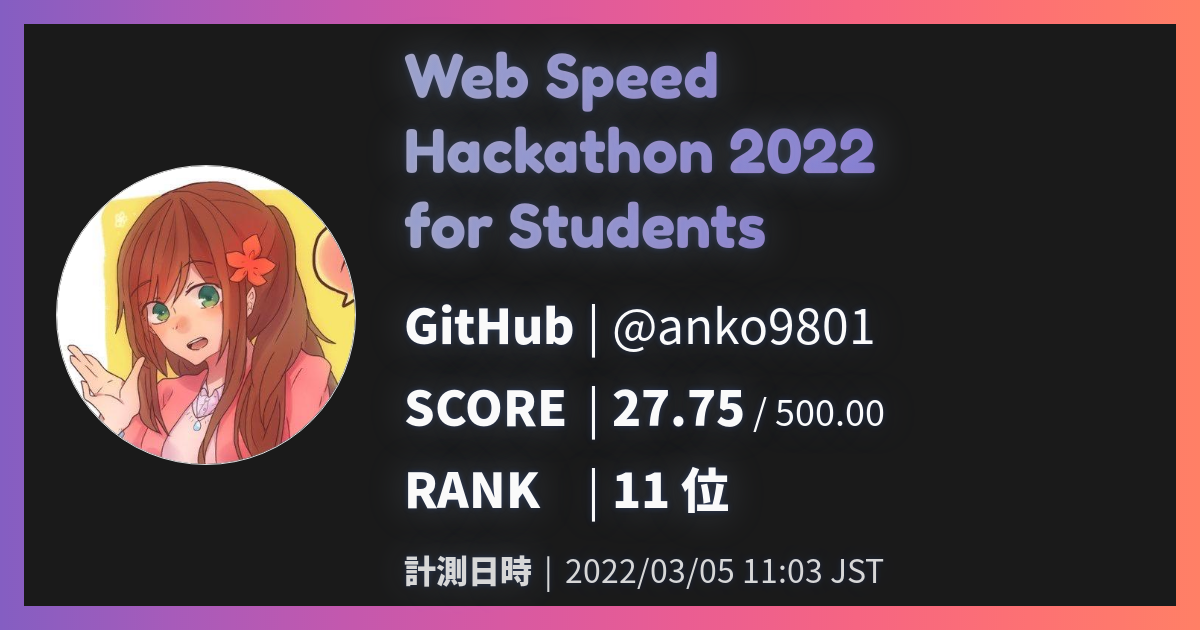 Web Speed
Hackathon 2022
for Students
GitHub | @anko9801
SCORE | 27.75 / 500.00
RANK | 11 位
計測日時 | 2022/03/05 11:03 JST